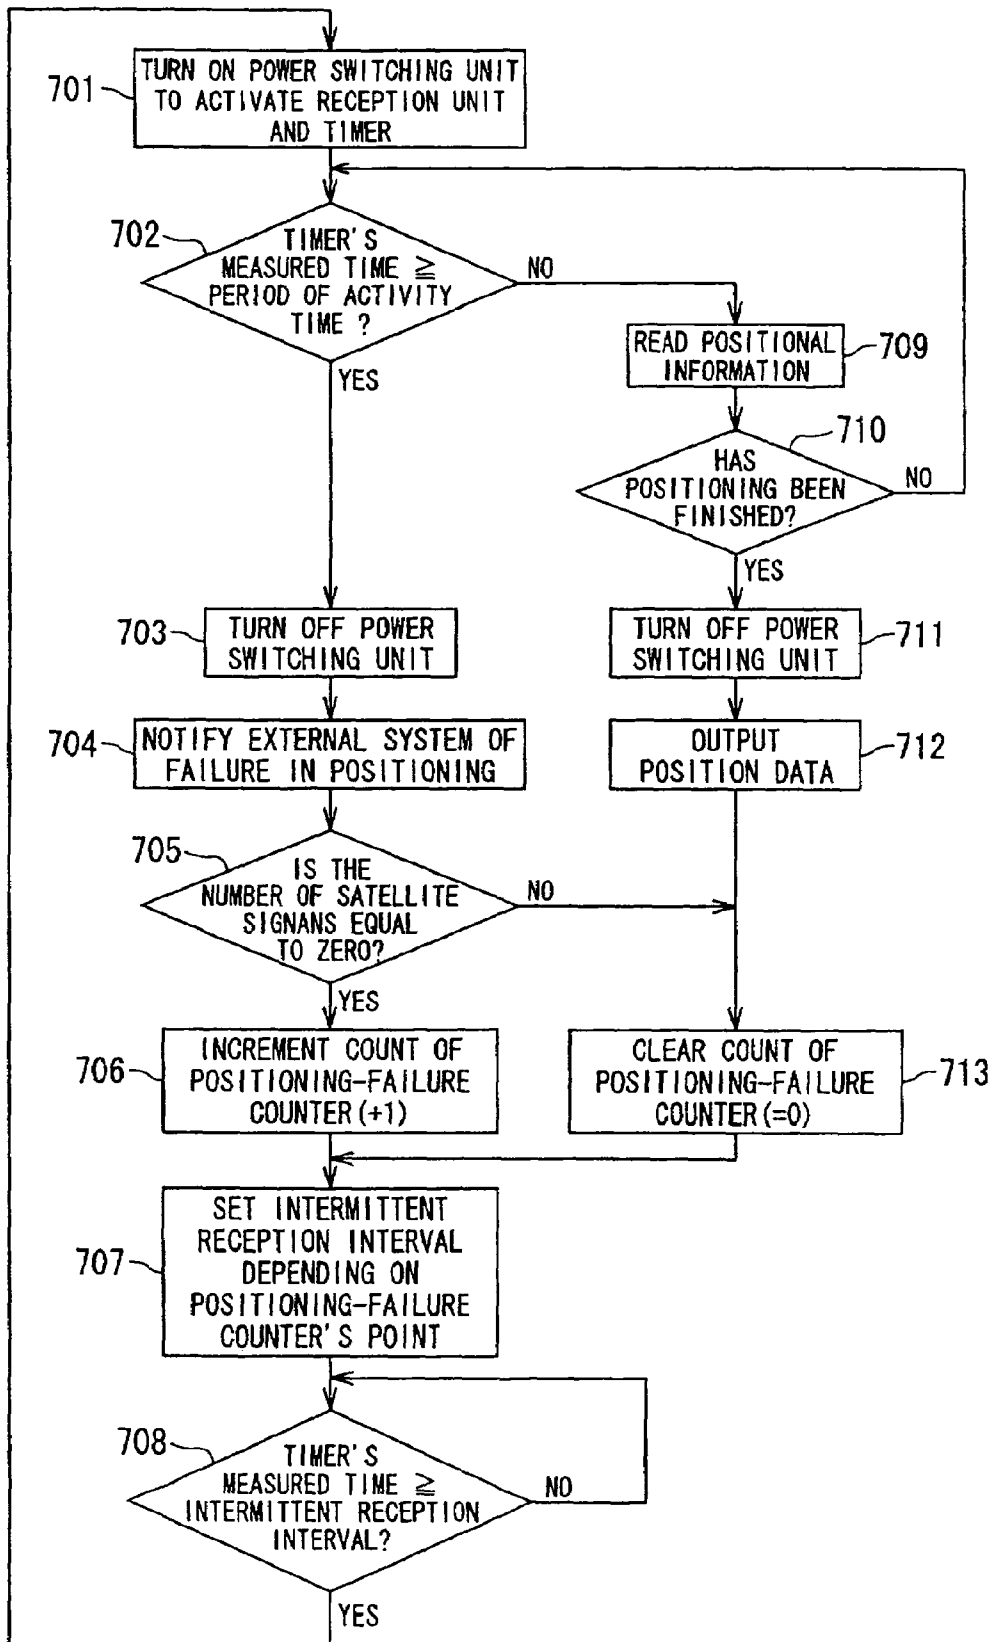 701
TURN ON POWER SWITCHING UNIT
TO ACTIVATE RECEPTION UNIT
AND TIMER
702
TIMER'S
MEASURED TIME ≧
PERIOD OF ACTIVITY
TIME ?
NO
YES
READ POSITIONAL
INFORMATION
709
710
HAS
POSITIONING BEEN
FINISHED?
NO
YES
703
TURN OFF POWER
SWITCHING UNIT
TURN OFF POWER
SWITCHING UNIT
711
704
NOTIFY EXTERNAL SYSTEM OF
FAILURE IN POSITIONING
OUTPUT
POSITION DATA
712
705
IS THE
NUMBER OF SATELLITE
SIGNANS EQUAL
TO ZERO?
NO
YES
706
INCREMENT COUNT OF
POSITIONING-FAILURE
COUNTER(+1)
CLEAR COUNT OF
POSITIONING-FAILURE
COUNTER(=0)
713
707
SET INTERMITTENT
RECEPTION INTERVAL
DEPENDING ON
POSITIONING-FAILURE
COUNTER'S POINT
708
TIMER'S
MEASURED TIME ≧
INTERMITTENT RECEPTION
INTERVAL?
NO
YES